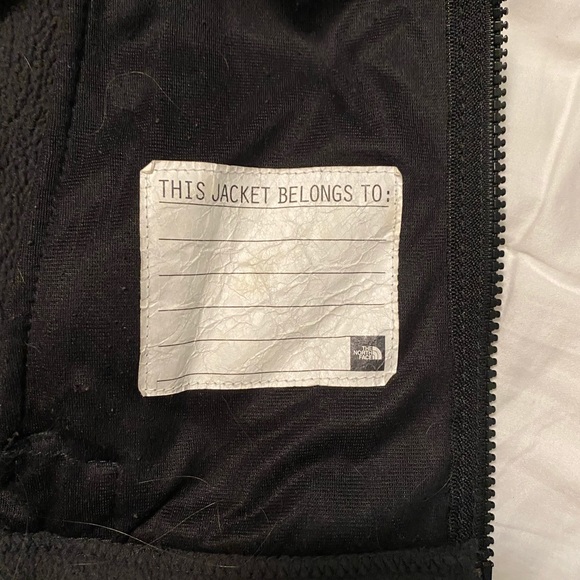 THIS JACKET BELONGS TO:
THE
NORTH
FACE